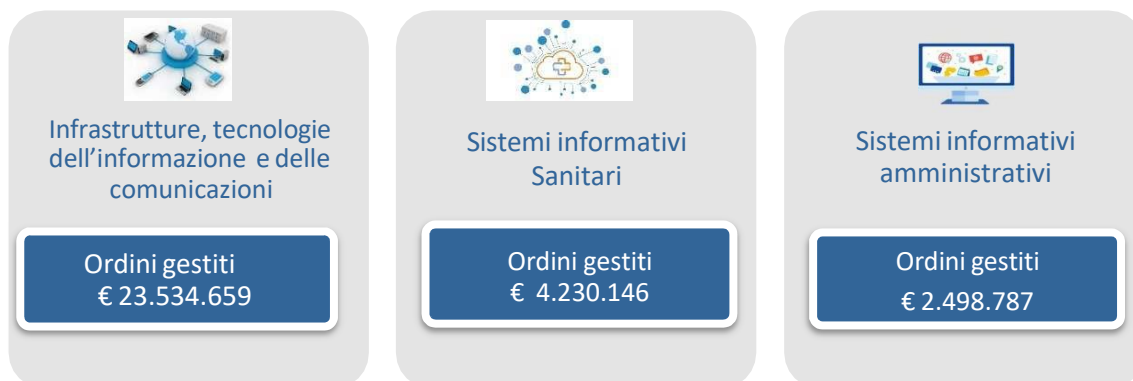 Infrastrutture, tecnologie
dell’informazione e delle
comunicazioni
Ordini gestiti
€ 23.534.659
Sistemi informativi
Sanitari
Ordini gestiti
€ 4.230.146
Sistemi informativi
amministrativi
Ordini gestiti
€ 2.498.787